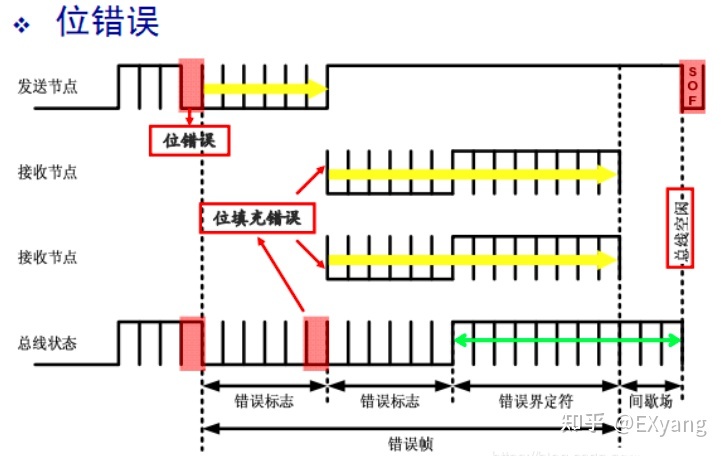 ❖ 位错误
发送节点
SOF
位错误
接收节点
位填充错误
接收节点
总线空闲
总线状态
错误标志 错误标志 错误界定符 间歇场
错误帧
知乎 @EXyang